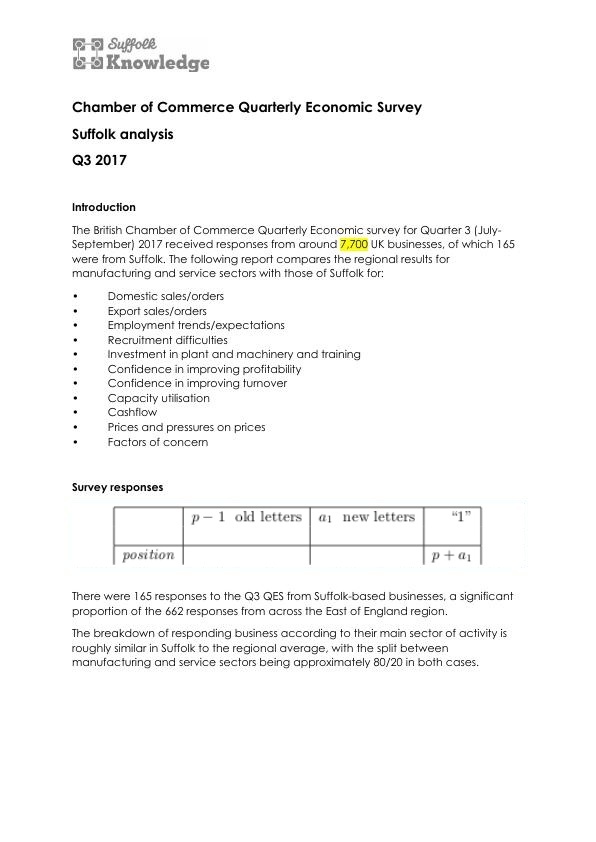 Suffolk
Knowledge
Chamber of Commerce Quarterly Economic Survey
Suffolk analysis
Q3 2017
Introduction
The British Chamber of Commerce Quarterly Economic survey for Quarter 3 (July-
September) 2017 received responses from around 7,700 UK businesses, of which 165
were from Suffolk. The following report compares the regional results for
manufacturing and service sectors with those of Suffolk for:
• Domestic sales/orders
• Export sales/orders
• Employment trends/expectations
• Recruitment difficulties
• Investment in plant and machinery and training
• Confidence in improving profitability
• Confidence in improving turnover
• Capacity utilisation
• Cashflow
• Prices and pressures on prices
• Factors of concern
Survey responses
p − 1 old letters a₁ new letters “1”
position p + a₁
There were 165 responses to the Q3 QES from Suffolk-based businesses, a significant
proportion of the 662 responses from across the East of England region.
The breakdown of responding business according to their main sector of activity is
roughly similar in Suffolk to the regional average, with the split between
manufacturing and service sectors being approximately 80/20 in both cases.